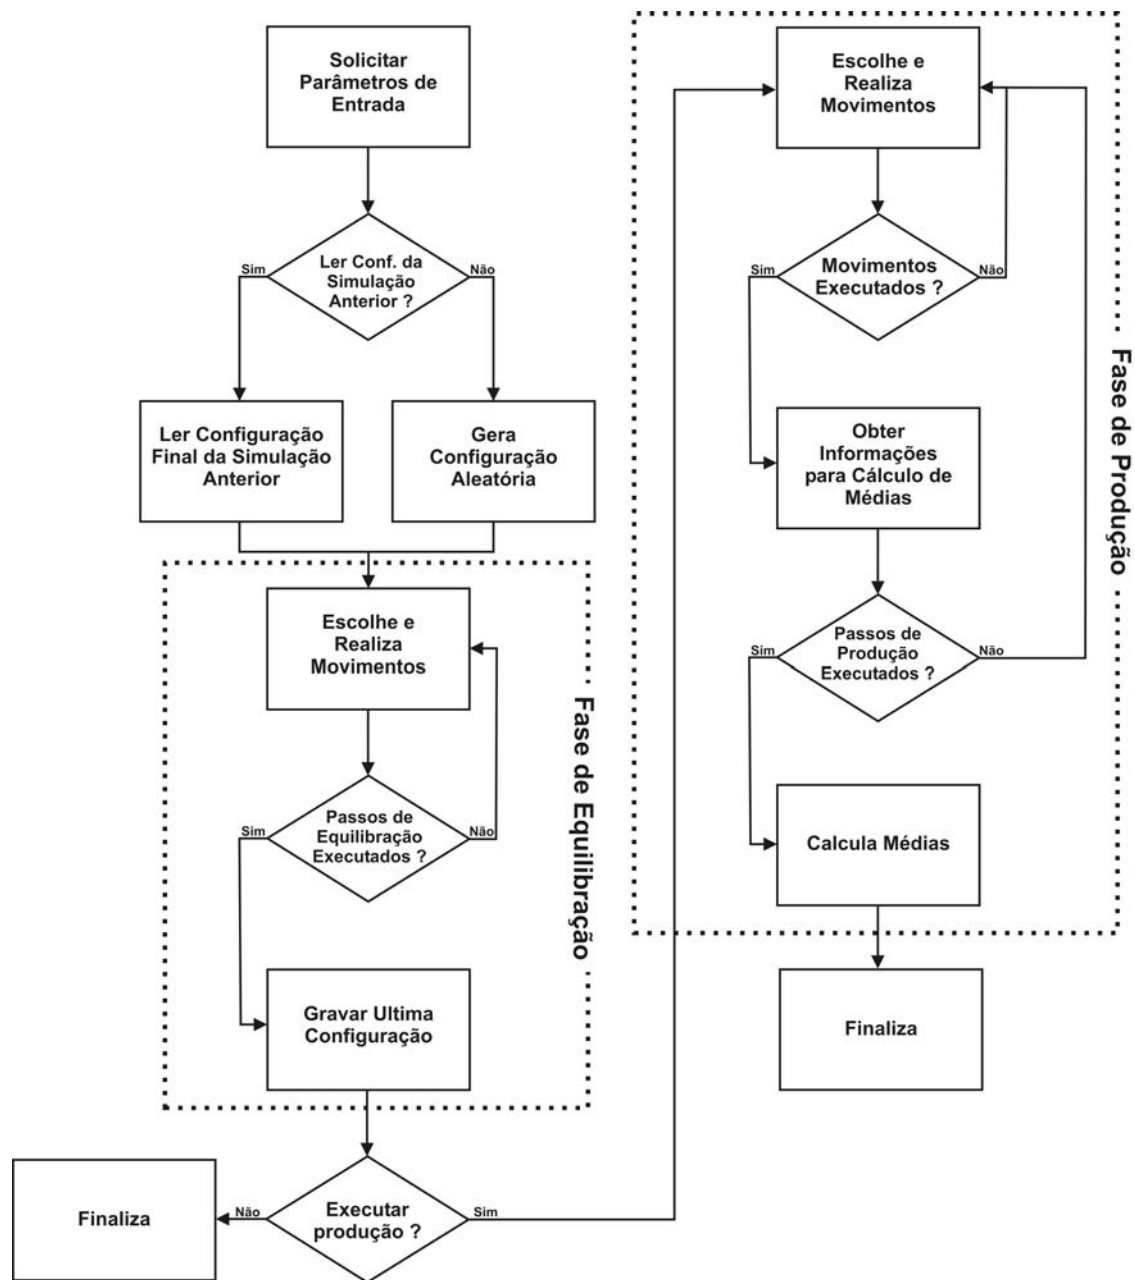 Solicitar
Parâmetros de
Entrada
Ler Conf. da
Simulação
Anterior ?
Sim
Não
Ler Configuração
Final da Simulação
Anterior
Gera
Configuração
Aleatória
Escolhe e
Realiza
Movimentos
Passos de
Equilibração
Executados ?
Sim
Não
Gravar Ultima
Configuração
Fase de Equilibração
Executar
produção ?
Não
Sim
Finaliza
Escolhe e
Realiza
Movimentos
Movimentos
Executados ?
Sim
Não
Obter
Informações
para Cálculo de
Médias
Passos de
Produção
Executados ?
Sim
Não
Calcula Médias
Fase de Produção
Finaliza